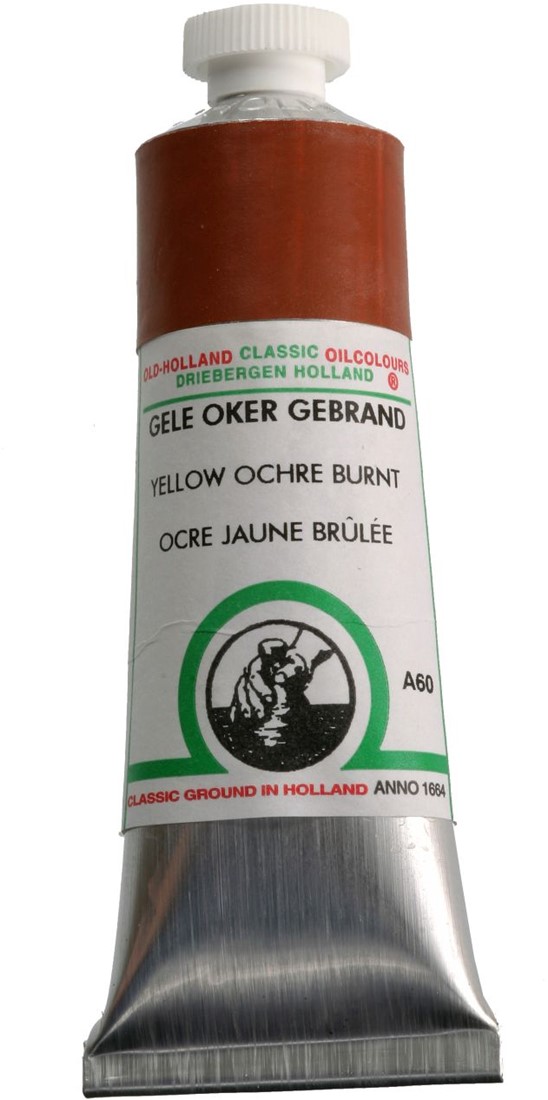 OLD-HOLLAND CLASSIC OILCOLOURS
DRIEBERGEN HOLLAND ®
GELE OKER GEBRAND
YELLOW OCHRE BURNT
OCRE JAUNE BRÛLÉE
A60
CLASSIC GROUND IN HOLLAND ANNO 1664